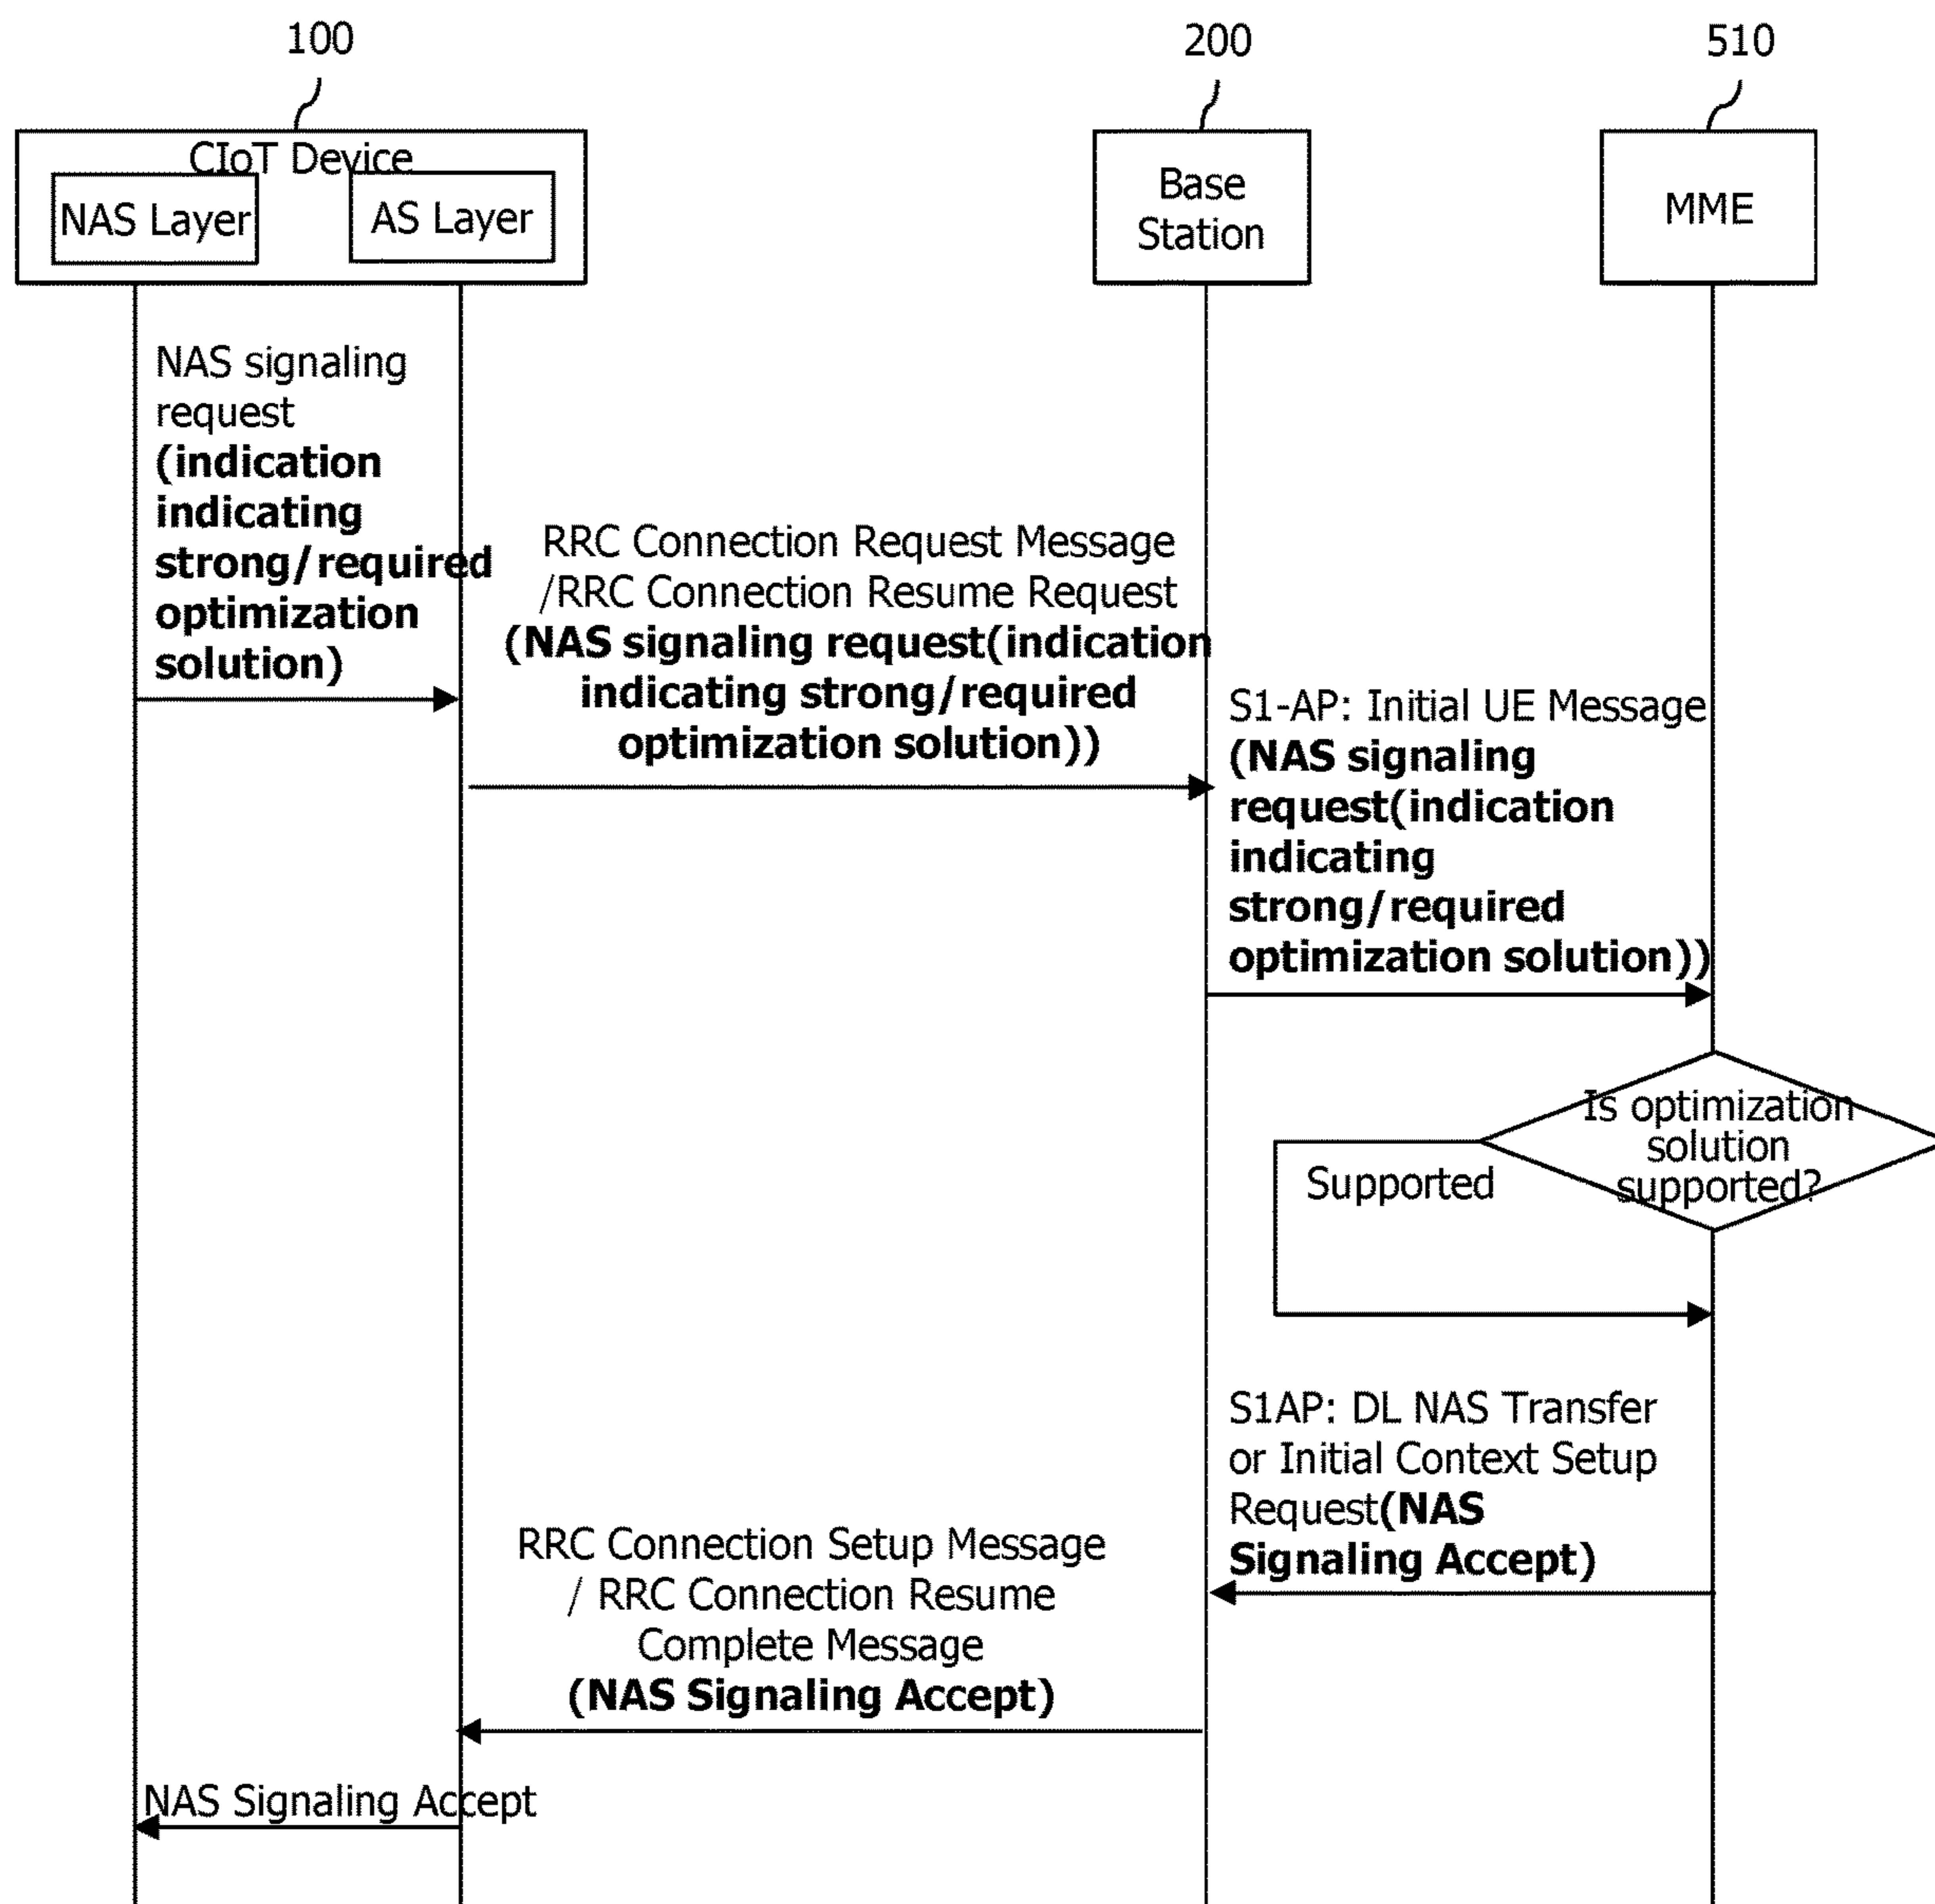 100
200
510
CIoT Device
NAS Layer
AS Layer
Base
Station
MME
NAS signaling
request
(indication
indicating
strong/required
optimization
solution)
RRC Connection Request Message
/RRC Connection Resume Request
(NAS signaling request(indication
indicating strong/required
optimization solution))
S1-AP: Initial UE Message
(NAS signaling
request(indication
indicating
strong/required
optimization solution))
Is optimization
solution
supported?
Supported
S1AP: DL NAS Transfer
or Initial Context Setup
Request(NAS
Signaling Accept)
RRC Connection Setup Message
/ RRC Connection Resume
Complete Message
(NAS Signaling Accept)
NAS Signaling Accept